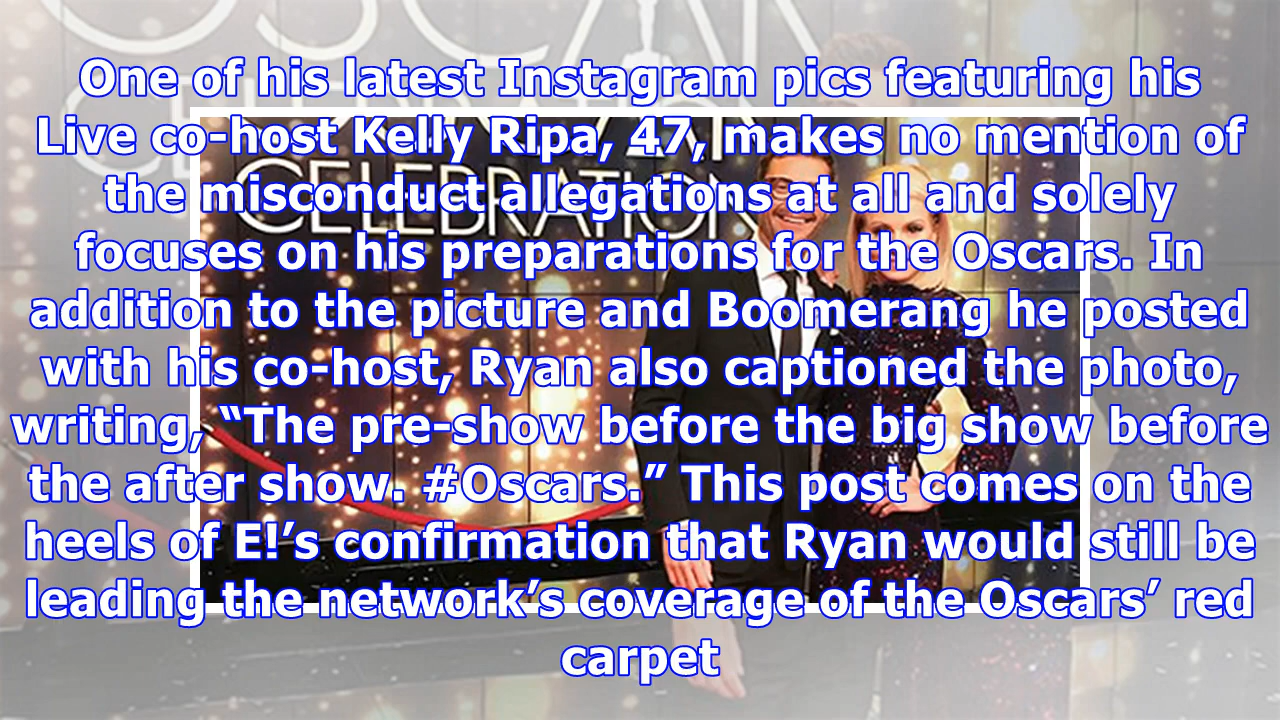 OSCAR
CELEBRATION
One of his latest Instagram pics featuring his
Live co-host Kelly Ripa, 47, makes no mention of
the misconduct allegations at all and solely
focuses on his preparations for the Oscars. In
addition to the picture and Boomerang he posted
with his co-host, Ryan also captioned the photo,
writing, “The pre-show before the big show before
the after show. #Oscars.” This post comes on the
heels of E!’s confirmation that Ryan would still be
leading the network’s coverage of the Oscars’ red
carpet